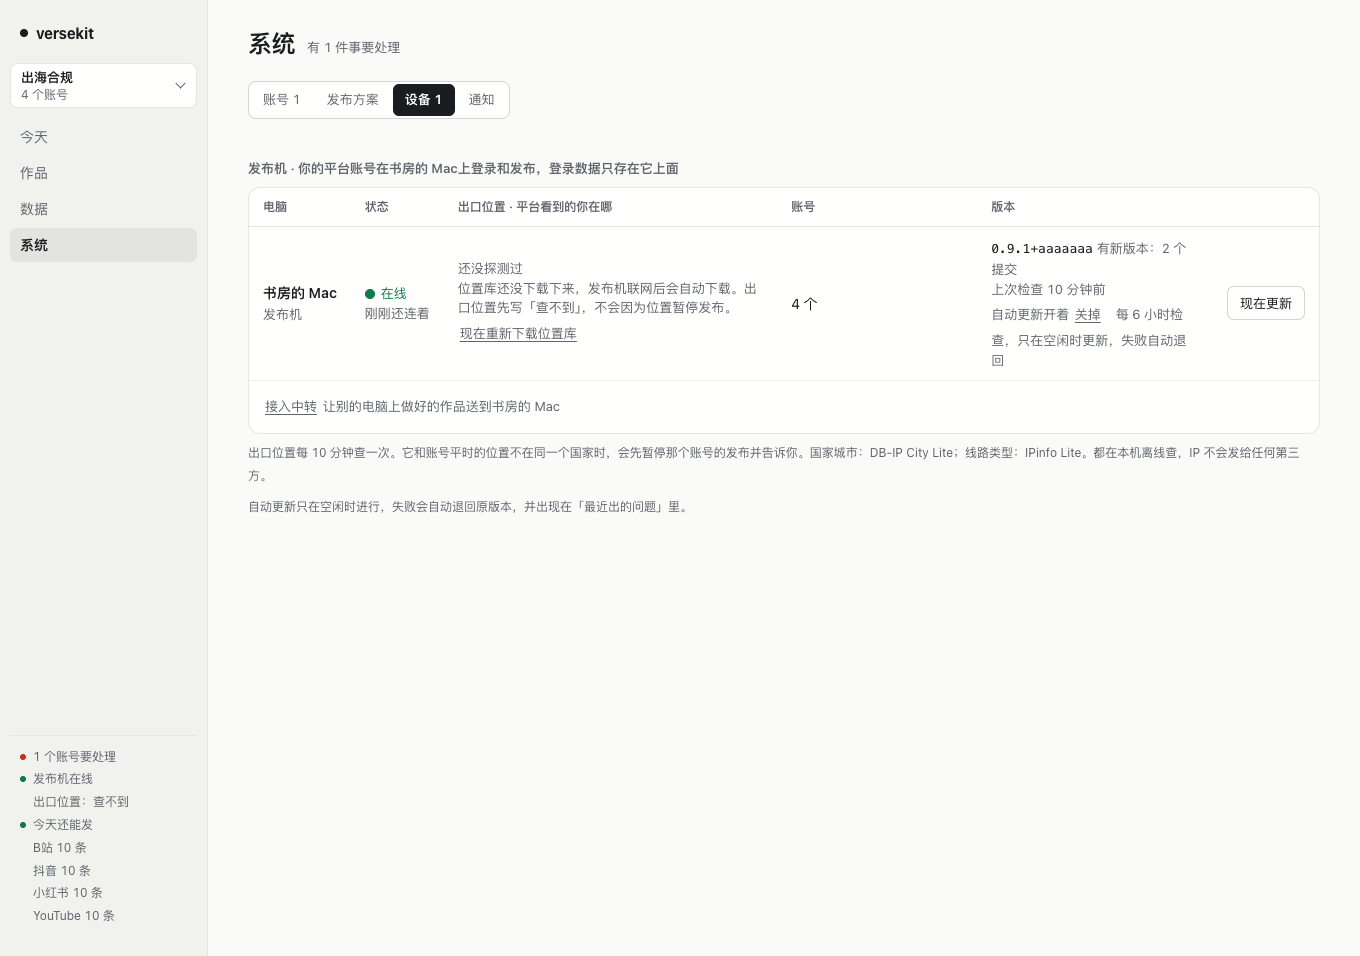 versekit
出海合规
4 个账号
今天
作品
数据
系统
1 个账号要处理
发布机在线
出口位置：查不到
今天还能发
B站 10 条
抖音 10 条
小红书 10 条
YouTube 10 条
系统 有 1 件事要处理
账号 1 发布方案 设备 1 通知
发布机 · 你的平台账号在书房的 Mac上登录和发布，登录数据只存在它上面
电脑 状态 出口位置 · 平台看到的你在哪 账号 版本
书房的 Mac
发布机
在线
刚刚还连着
还没探测过
位置库还没下载下来，发布机联网后会自动下载。出
口位置先写「查不到」，不会因为位置暂停发布。
现在重新下载位置库
4 个
0.9.1+aaaaaaa 有新版本：2 个
提交
上次检查 10 分钟前
自动更新开着 关掉 每 6 小时检
查，只在空闲时更新，失败自动退
回
现在更新
接入中转 让别的电脑上做好的作品送到书房的 Mac
出口位置每 10 分钟查一次。它和账号平时的位置不在同一个国家时，会先暂停那个账号的发布并告诉你。国家城市：DB-IP City Lite；线路类型：IPinfo Lite。都在本机离线查，IP 不会发给任何第三
方。
自动更新只在空闲时进行，失败会自动退回原版本，并出现在「最近出的问题」里。